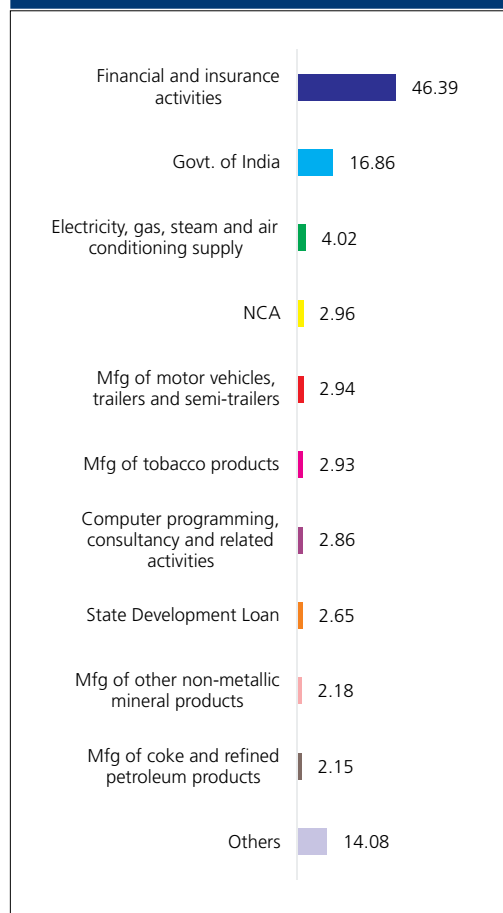 Financial and insurance
activities
46.39
Govt. of India
16.86
Electricity, gas, steam and air
conditioning supply
4.02
NCA
2.96
Mfg of motor vehicles,
trailers and semi-trailers
2.94
Mfg of tobacco products
2.93
Computer programming,
consultancy and related
activities
2.86
State Development Loan
2.65
Mfg of other non-metallic
mineral products
2.18
Mfg of coke and refined
petroleum products
2.15
Others
14.08